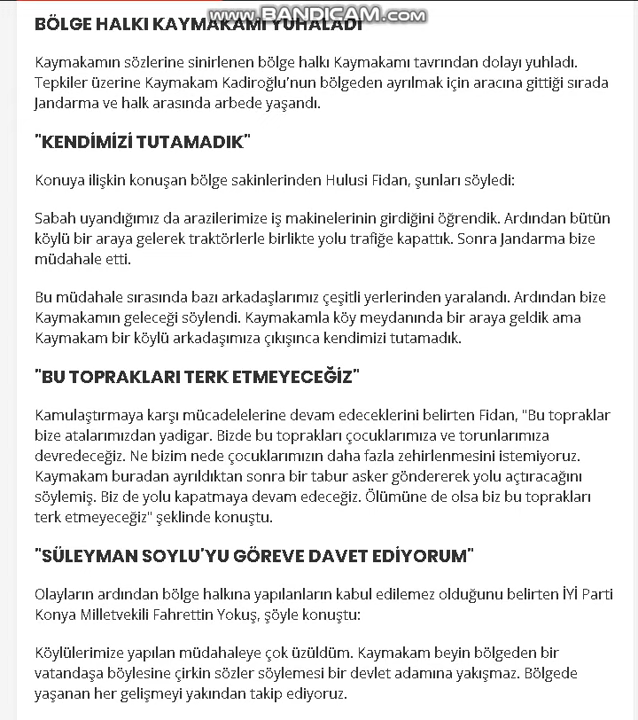 www.BANDICAM.com
BÖLGE HALKI KAYMAKAMI YUHALADI
Kaymakamın sözlerine sinirlenen bölge halkı Kaymakamı tavrından dolayı yuhladı.
Tepkiler üzerine Kaymakam Kadiroğlu’nun bölgeden ayrılmak için aracına gittiği sırada
Jandarma ve halk arasında arbede yaşandı.
"KENDİMİZİ TUTAMADIK"
Konuya ilişkin konuşan bölge sakinlerinden Hulusi Fidan, şunları söyledi:
Sabah uyandığımız da arazilerimize iş makinelerinin girdiğini öğrendik. Ardından bütün
köylü bir araya gelerek traktörlerle birlikte yolu trafiğe kapattık. Sonra Jandarma bize
müdahale etti.
Bu müdahale sırasında bazı arkadaşlarımız çeşitli yerlerinden yaralandı. Ardından bize
Kaymakamın geleceği söylendi. Kaymakamla köy meydanında bir araya geldik ama
Kaymakam bir köylü arkadaşımıza çıkışınca kendimizi tutamadık.
"BU TOPRAKLARI TERK ETMEYECEĞİZ"
Kamulaştırmaya karşı mücadelelerine devam edeceklerini belirten Fidan, "Bu topraklar
bize atalarımızdan yadigar. Bizde bu toprakları çocuklarımıza ve torunlarımıza
devredeceğiz. Ne bizim nede çocuklarımızın daha fazla zehirlenmesini istemiyoruz.
Kaymakam buradan ayrıldıktan sonra bir tabur asker göndererek yolu açtıracağını
söylemiş. Biz de yolu kapatmaya devam edeceğiz. Ölümüne de olsa biz bu toprakları
terk etmeyeceğiz" şeklinde konuştu.
"SÜLEYMAN SOYLU'YU GÖREVE DAVET EDİYORUM"
Olayların ardından bölge halkına yapılanların kabul edilemez olduğunu belirten İYİ Parti
Konya Milletvekili Fahrettin Yokuş, şöyle konuştu:
Köylülerimize yapılan müdahaleye çok üzüldüm. Kaymakam beyin bölgeden bir
vatandaşa böylesine çirkin sözler söylemesi bir devlet adamına yakışmaz. Bölgede
yaşanan her gelişmeyi yakından takip ediyoruz.